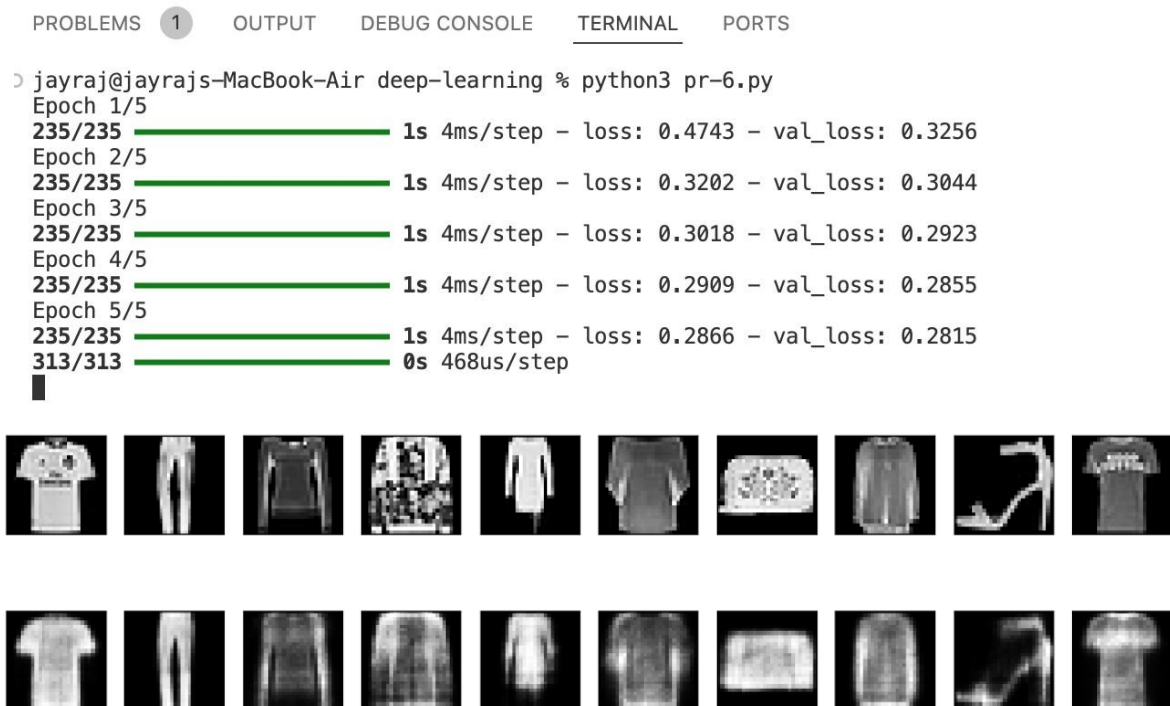 PROBLEMS 1 OUTPUT DEBUG CONSOLE TERMINAL PORTS
jayraj@jayrajs-MacBook-Air deep-learning % python3 pr-6.py
Epoch 1/5
235/235 1s 4ms/step - loss: 0.4743 - val_loss: 0.3256
Epoch 2/5
235/235 1s 4ms/step - loss: 0.3202 - val_loss: 0.3044
Epoch 3/5
235/235 1s 4ms/step - loss: 0.3018 - val_loss: 0.2923
Epoch 4/5
235/235 1s 4ms/step - loss: 0.2909 - val_loss: 0.2855
Epoch 5/5
235/235 1s 4ms/step - loss: 0.2866 - val_loss: 0.2815
313/313 0s 468us/step